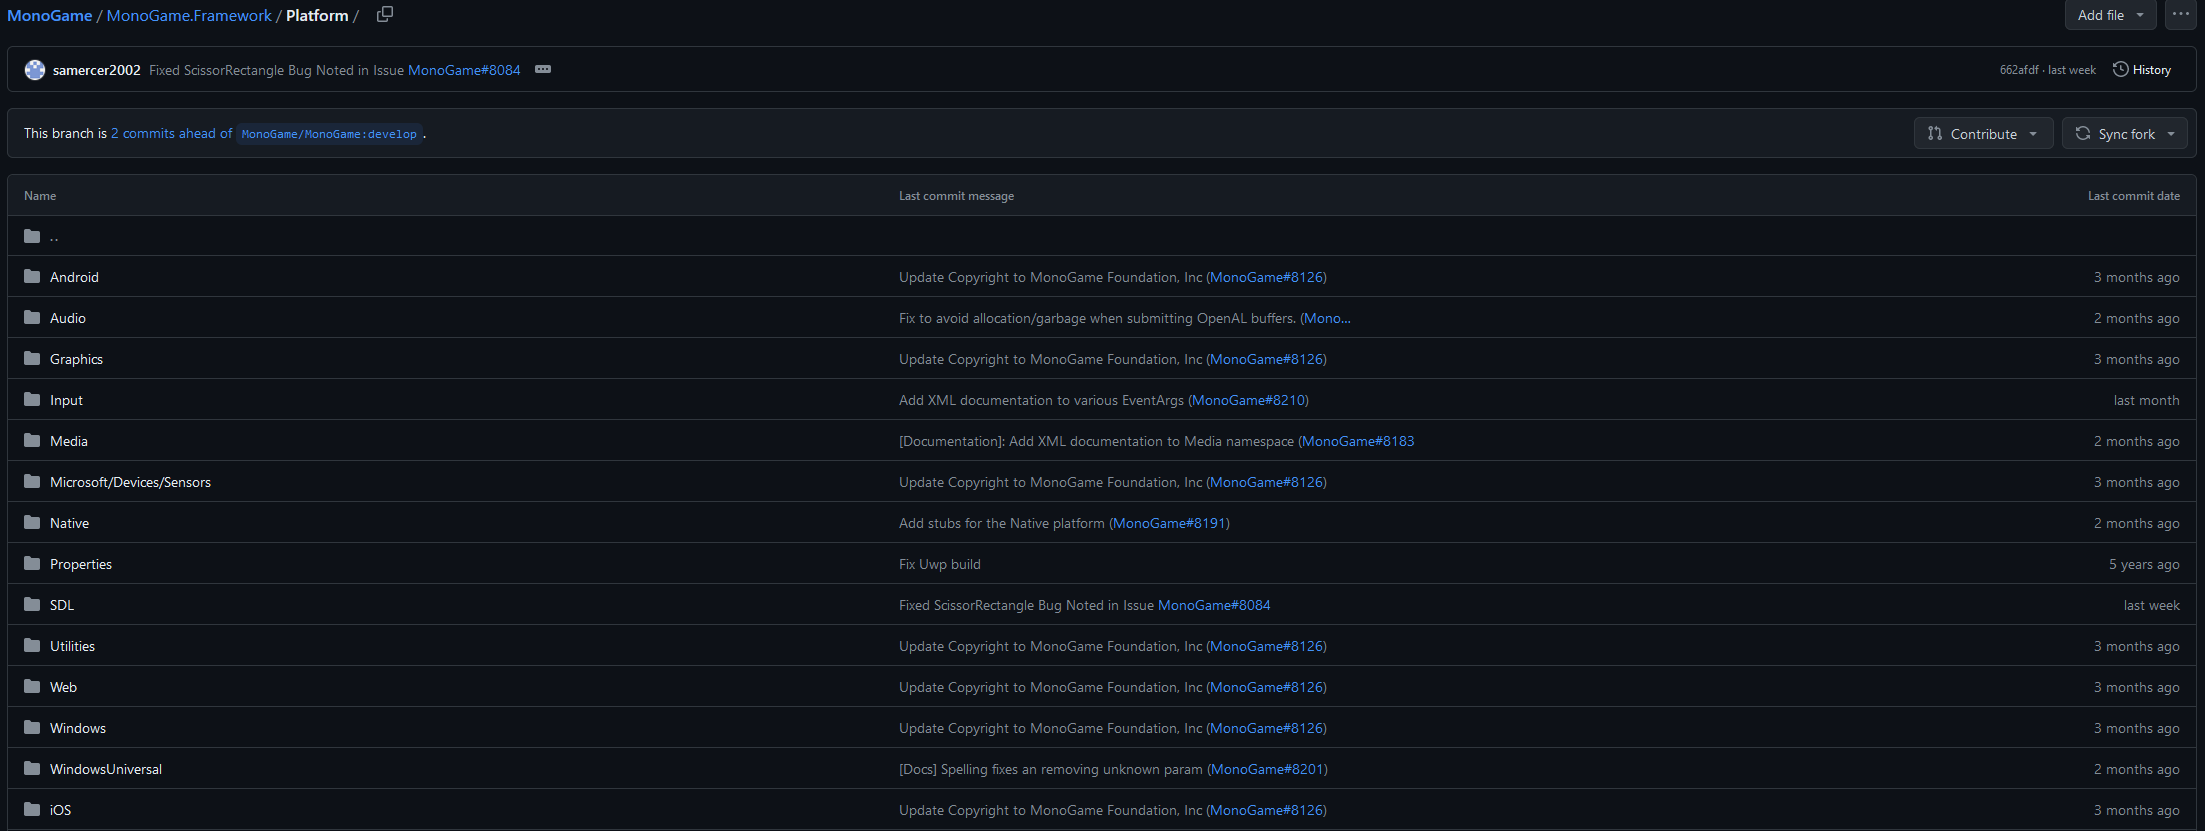 MonoGame / MonoGame.Framework / Platform /
Add file
samercer2002 Fixed ScissorRectangle Bug Noted in Issue MonoGame#8084
662afdf · last week History
This branch is 2 commits ahead of MonoGame/MonoGame:develop .
Contribute Sync fork
Name Last commit message Last commit date
..
Android Update Copyright to MonoGame Foundation, Inc (MonoGame#8126) 3 months ago
Audio Fix to avoid allocation/garbage when submitting OpenAL buffers. (Mono... 2 months ago
Graphics Update Copyright to MonoGame Foundation, Inc (MonoGame#8126) 3 months ago
Input Add XML documentation to various EventArgs (MonoGame#8210) last month
Media [Documentation]: Add XML documentation to Media namespace (MonoGame#8183 2 months ago
Microsoft/Devices/Sensors Update Copyright to MonoGame Foundation, Inc (MonoGame#8126) 3 months ago
Native Add stubs for the Native platform (MonoGame#8191) 2 months ago
Properties Fix Uwp build 5 years ago
SDL Fixed ScissorRectangle Bug Noted in Issue MonoGame#8084 last week
Utilities Update Copyright to MonoGame Foundation, Inc (MonoGame#8126) 3 months ago
Web Update Copyright to MonoGame Foundation, Inc (MonoGame#8126) 3 months ago
Windows Update Copyright to MonoGame Foundation, Inc (MonoGame#8126) 3 months ago
WindowsUniversal [Docs] Spelling fixes an removing unknown param (MonoGame#8201) 2 months ago
iOS Update Copyright to MonoGame Foundation, Inc (MonoGame#8126) 3 months ago